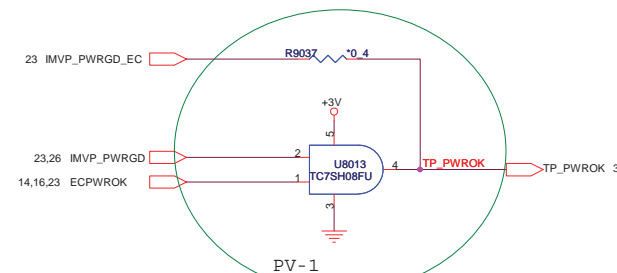 R9037 *0_4
23 IMVP_PWRGD_EC
+3V
5
23,26 IMVP_PWRGD 2
U8013
4 TP_PWROK TP_PWROK 3
TC7SH08FU
14,16,23 ECPWROK 1
3
PV-1